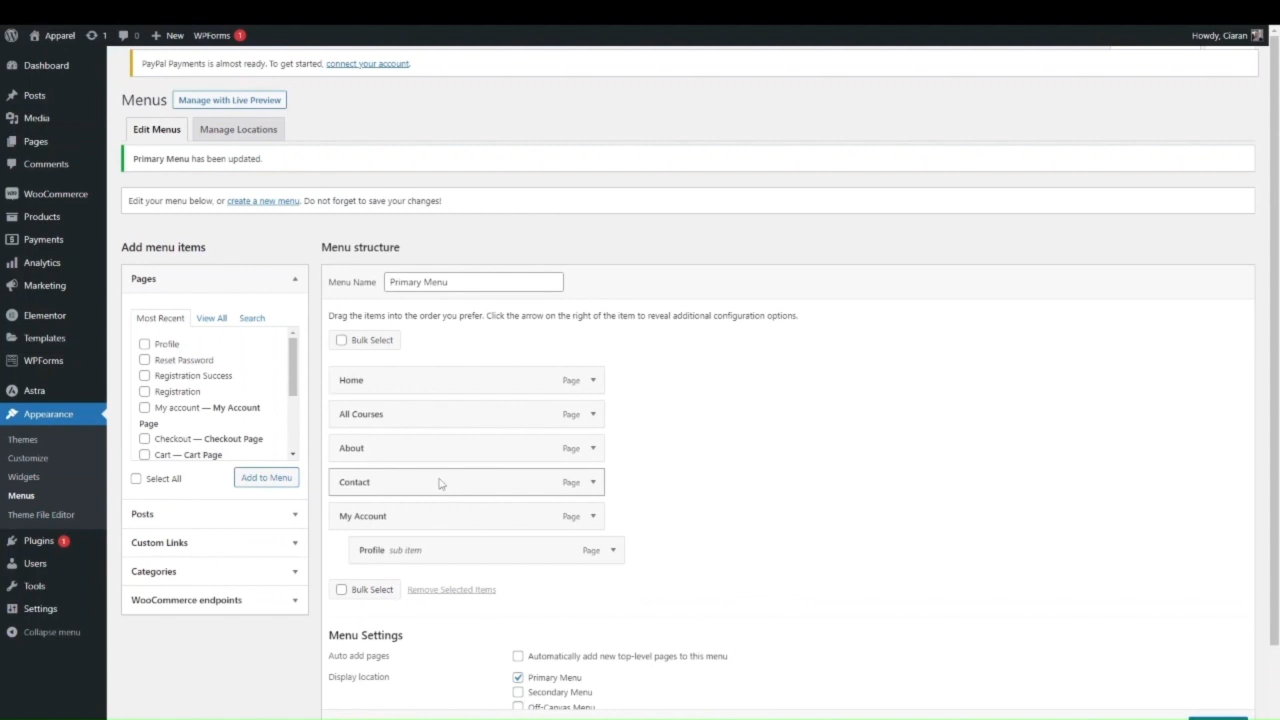 Apparel 1 0 New WPForms 1 Howdy, Ciaran
Dashboard
Posts
Media
Pages
Comments
WooCommerce
Products
Payments
Analytics
Marketing
Elementor
Templates
WPForms
Astra
Appearance
Themes
Customize
Widgets
Menus
Theme File Editor
Plugins 1
Users
Tools
Settings
Collapse menu
PayPal Payments is almost ready. To get started, connect your account.
Menus Manage with Live Preview
Edit Menus Manage Locations
Primary Menu has been updated.
Edit your menu below, or create a new menu. Do not forget to save your changes!
Add menu items
Pages
Most Recent View All Search
Profile
Reset Password
Registration Success
Registration
My account — My Account
Page
Checkout — Checkout Page
Cart — Cart Page
Select All Add to Menu
Posts
Custom Links
Categories
WooCommerce endpoints
Menu structure
Menu Name Primary Menu
Drag the items into the order you prefer. Click the arrow on the right of the item to reveal additional configuration options.
Bulk Select
Home Page
All Courses Page
About Page
Contact Page
My Account Page
Profile sub item Page
Bulk Select Remove Selected Items
Menu Settings
Auto add pages Automatically add new top-level pages to this menu
Display location Primary Menu
Secondary Menu
Off-Canvas Menu